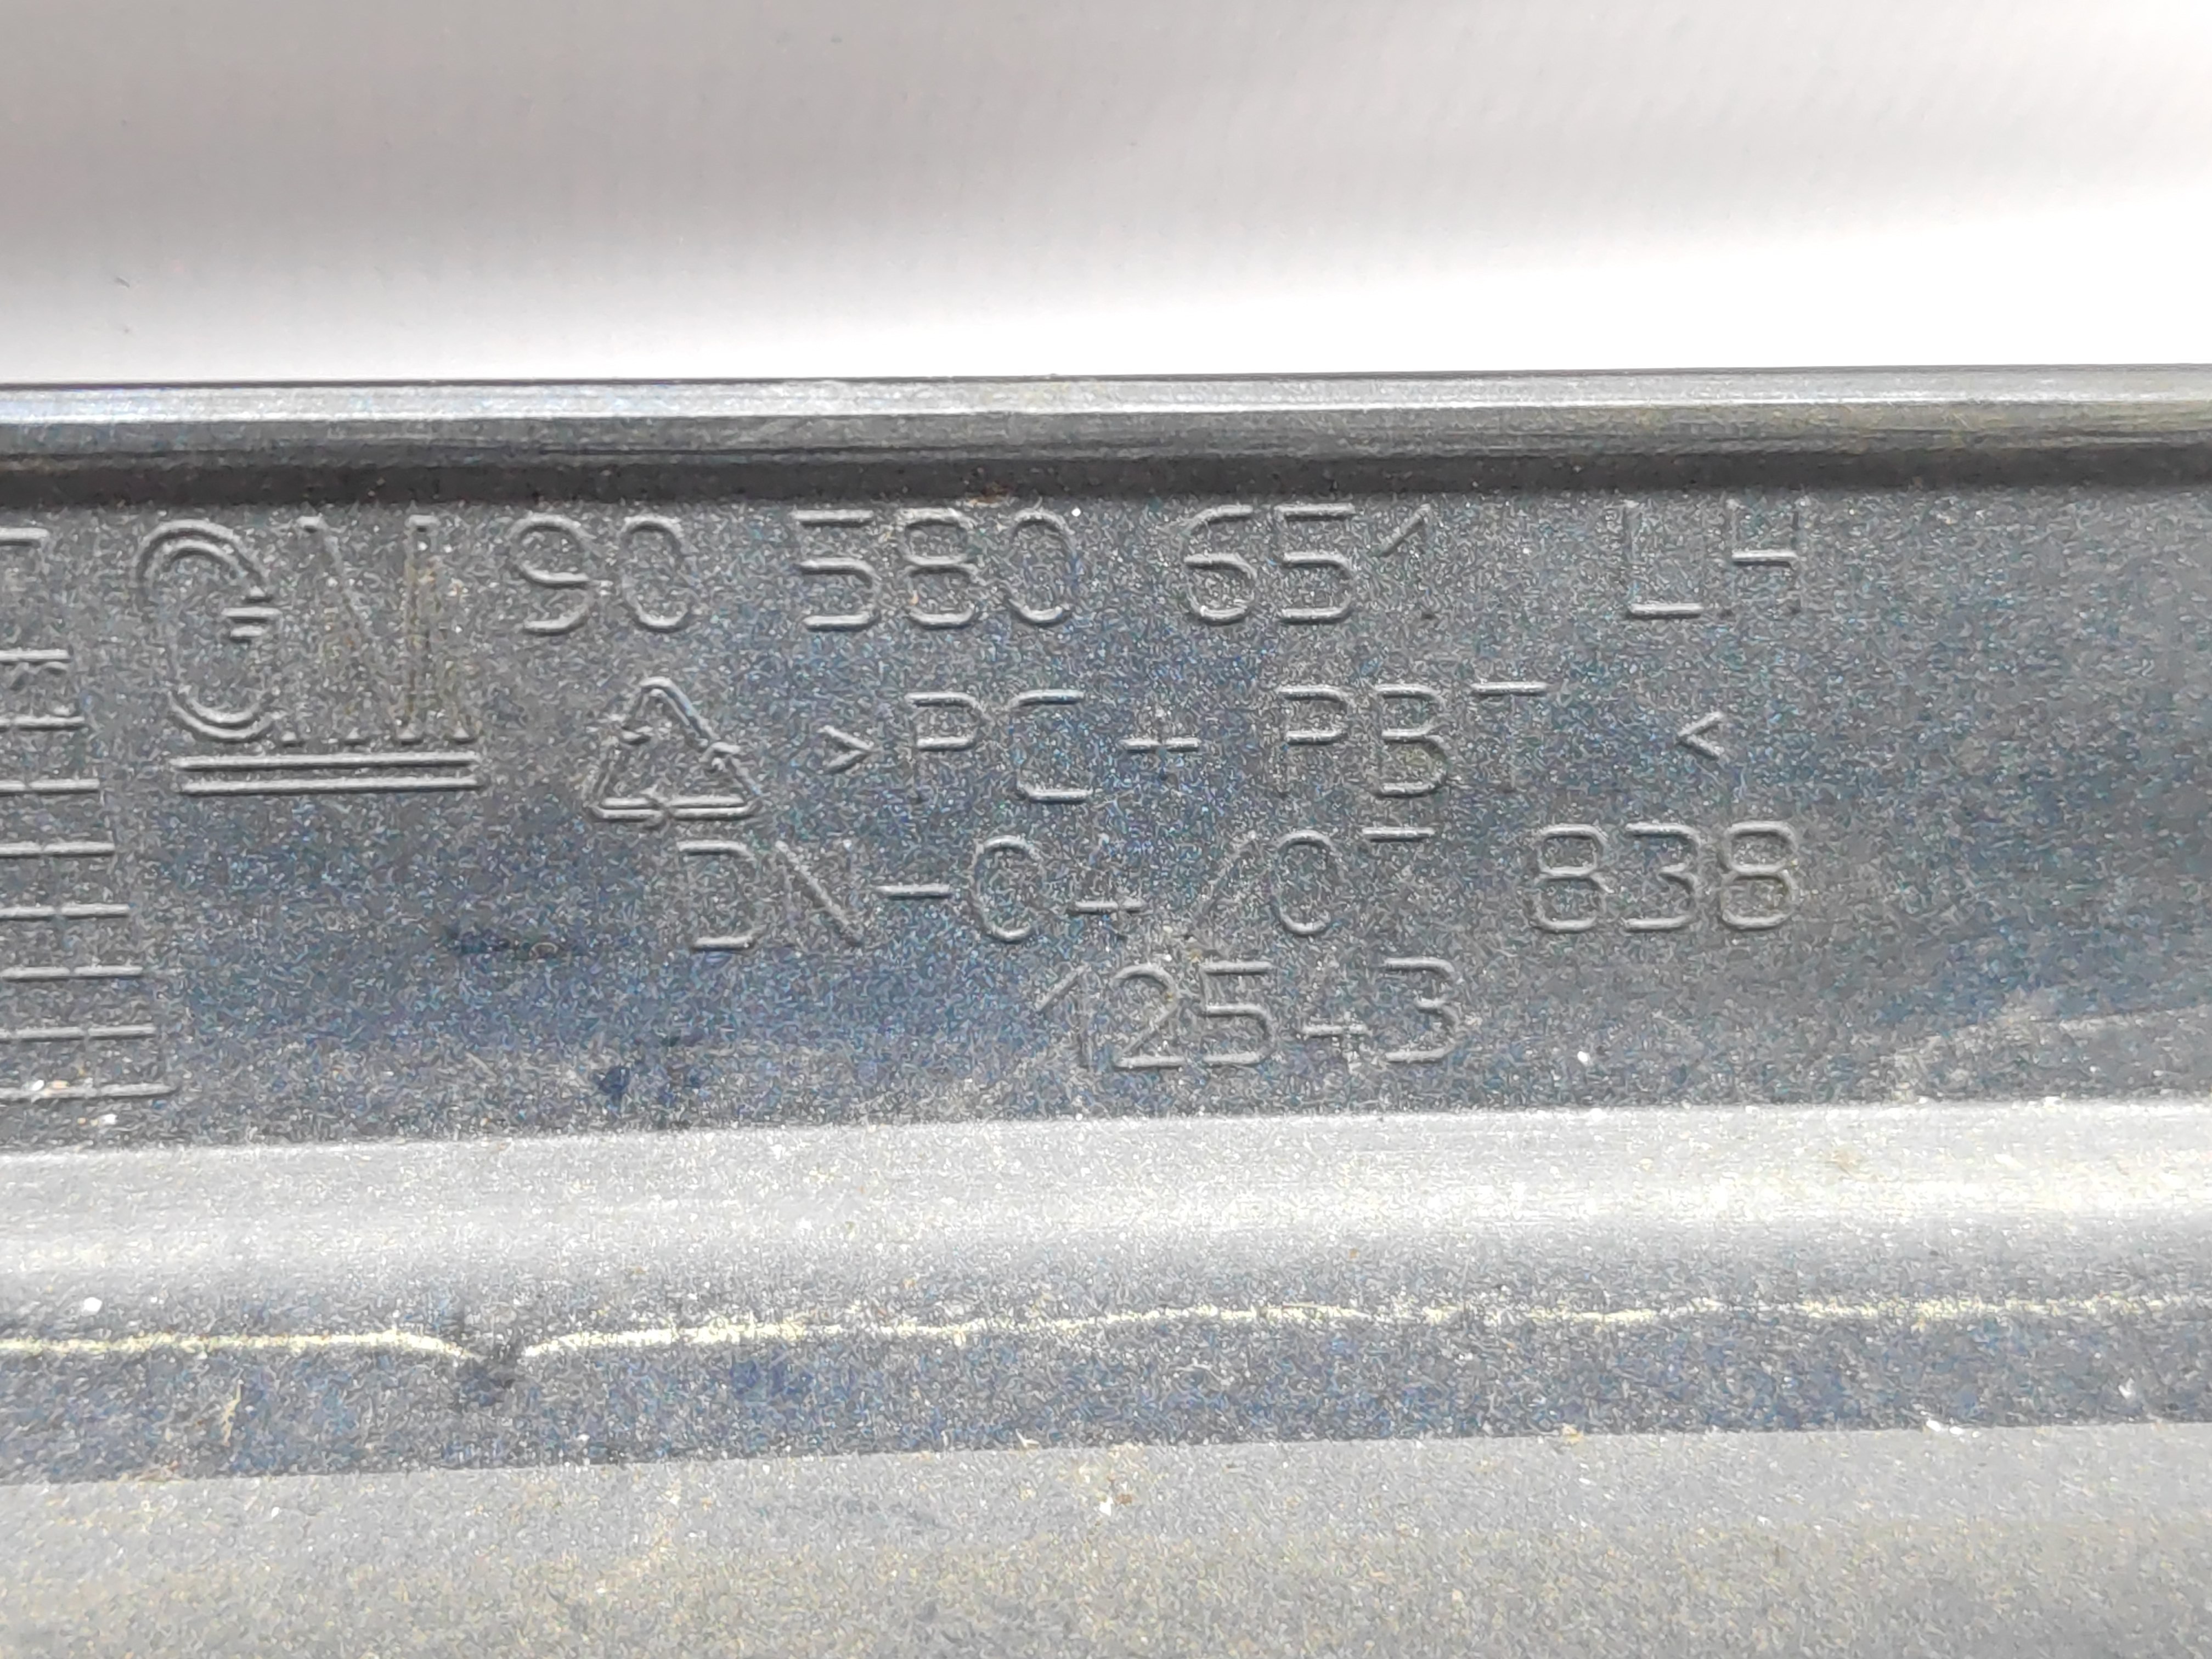 GM 90 580 651 LH
>PC + PBT <
DN-04/07 838
12543